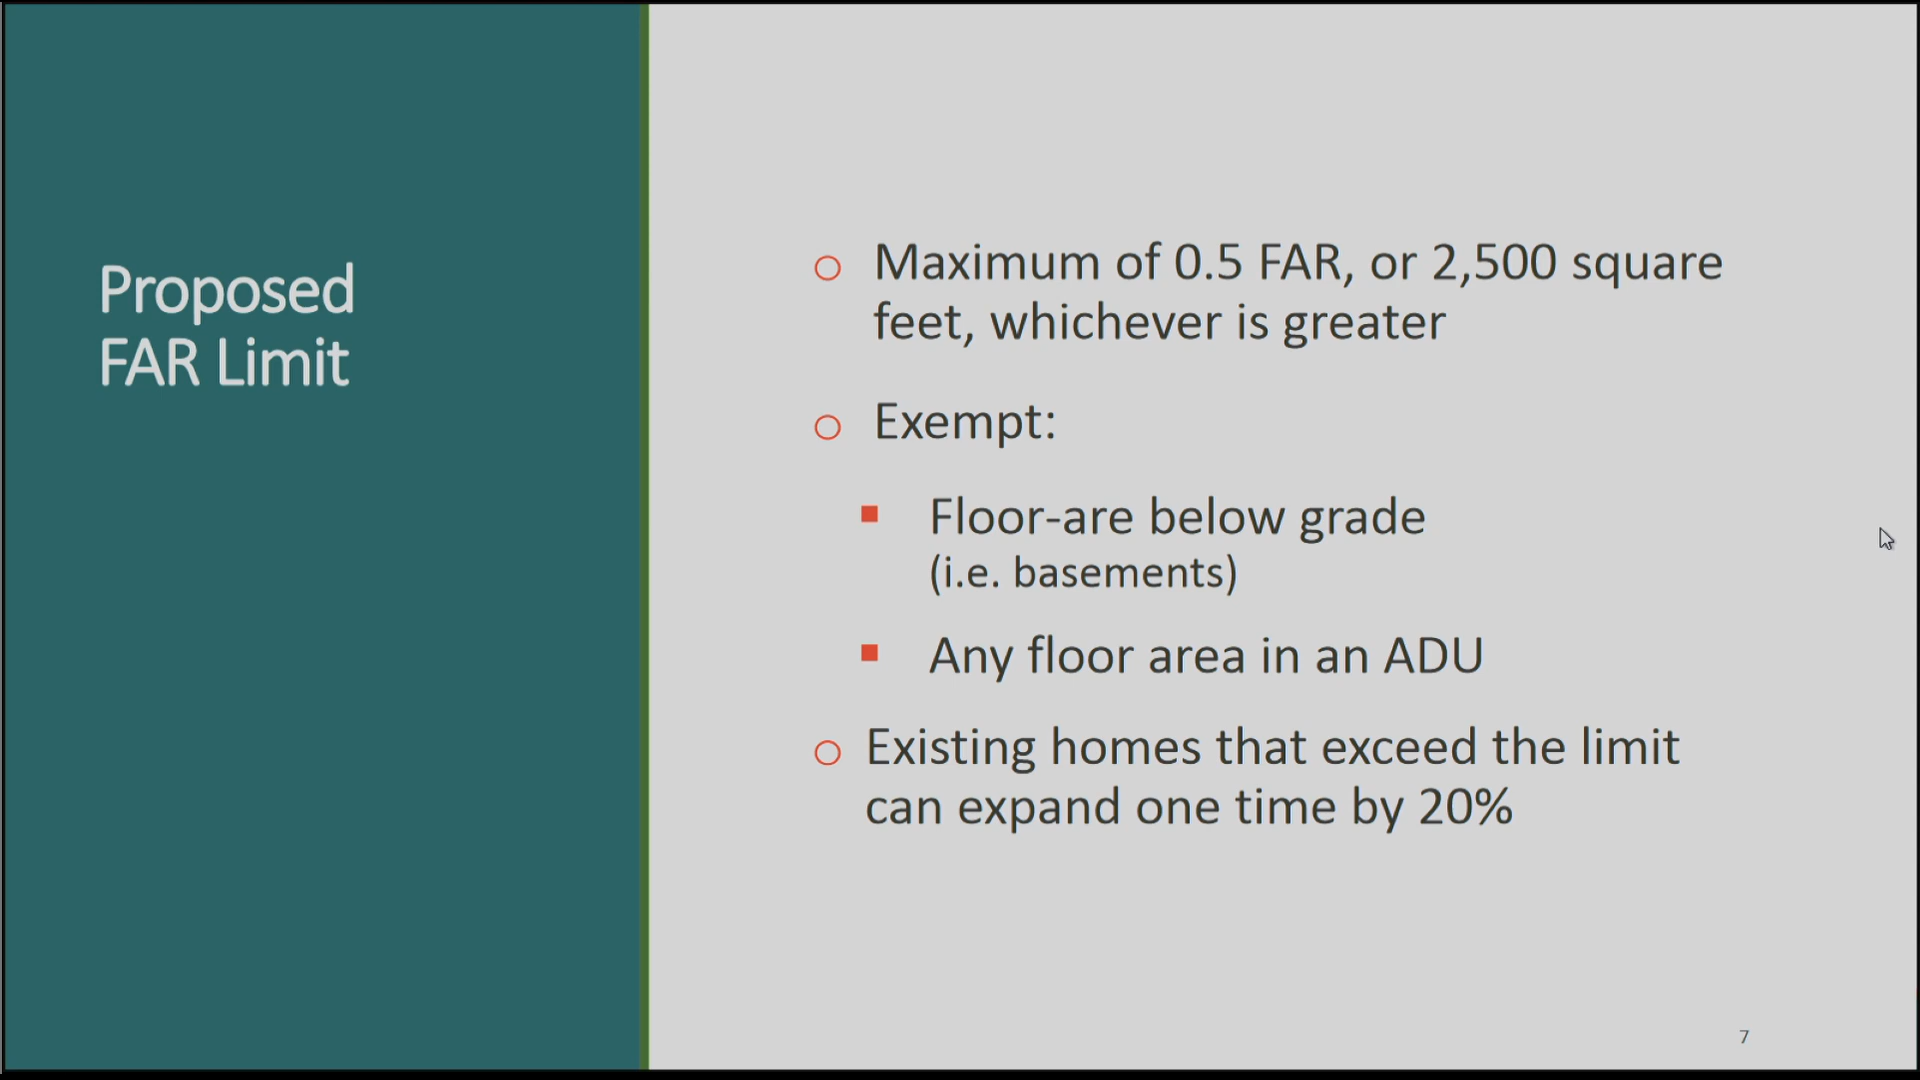 Proposed
FAR Limit
Maximum of 0.5 FAR, or 2,500 square
feet, whichever is greater
Exempt:
Floor-are below grade
(i.e. basements)
Any floor area in an ADU
Existing homes that exceed the limit
can expand one time by 20%
7